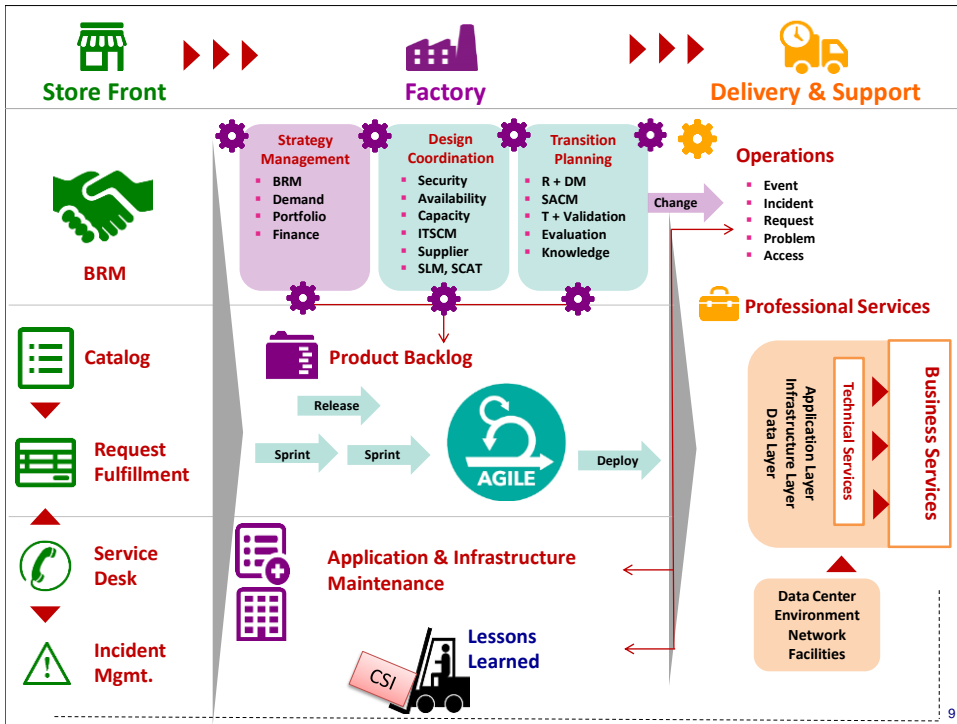 Store Front
Factory
Delivery & Support
BRM
Strategy
Management
BRM
Demand
Portfolio
Finance
Design
Coordination
Security
Availability
Capacity
ITSCM
Supplier
SLM, SCAT
Transition
Planning
R + DM
SACM
T + Validation
Evaluation
Knowledge
Change
Operations
Event
Incident
Request
Problem
Access
Catalog
Request
Fulfillment
Service
Desk
Incident
Mgmt.
Product Backlog
Release
Sprint
Sprint
AGILE
Deploy
Application & Infrastructure
Maintenance
Lessons
Learned
CSI
Professional Services
Application Layer
Infrastructure Layer
Data Layer
Technical Services
Business Services
Data Center
Environment
Network
Facilities
9